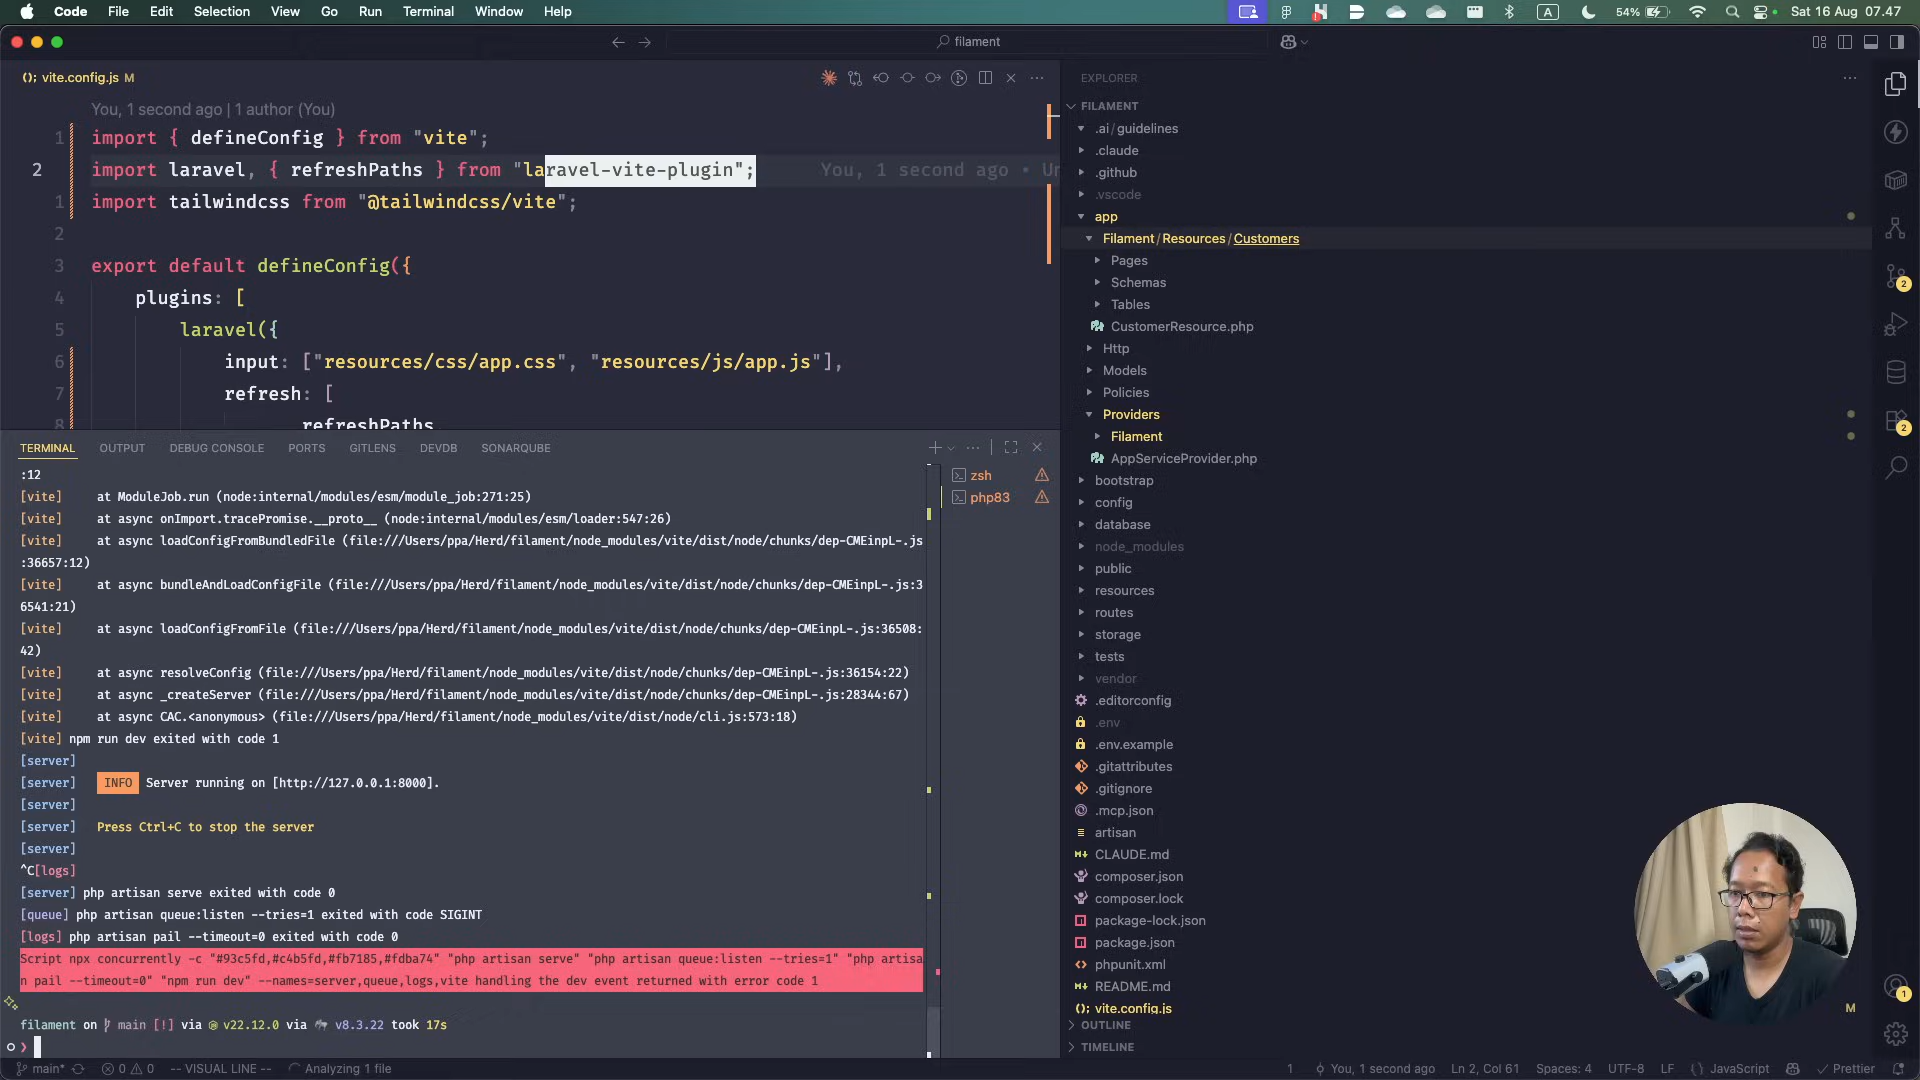 Code File Edit Selection View Go Run Terminal Window Help
A 54% Sat 16 Aug 07.47
filament
vite.config.js M
You, 1 second ago | 1 author (You)
1 import { defineConfig } from "vite";
2 import laravel, { refreshPaths } from "laravel-vite-plugin"; You, 1 second ago • Un
1 import tailwindcss from "@tailwindcss/vite";
2
3 export default defineConfig({
4 plugins: [
5 laravel({
6 input: ["resources/css/app.css", "resources/js/app.js"],
7 refresh: [
8 refreshPaths
TERMINAL OUTPUT DEBUG CONSOLE PORTS GITLENS DEVDB SONARQUBE
:12
[vite] at ModuleJob.run (node:internal/modules/esm/module_job:271:25)
[vite] at async onImport.tracePromise.__proto__ (node:internal/modules/esm/loader:547:26)
[vite] at async loadConfigFromBundledFile (file:///Users/ppa/Herd/filament/node_modules/vite/dist/node/chunks/dep-CMEinpL-.js
:36657:12)
[vite] at async bundleAndLoadConfigFile (file:///Users/ppa/Herd/filament/node_modules/vite/dist/node/chunks/dep-CMEinpL-.js:3
6541:21)
[vite] at async loadConfigFromFile (file:///Users/ppa/Herd/filament/node_modules/vite/dist/node/chunks/dep-CMEinpL-.js:36508:
42)
[vite] at async resolveConfig (file:///Users/ppa/Herd/filament/node_modules/vite/dist/node/chunks/dep-CMEinpL-.js:36154:22)
[vite] at async _createServer (file:///Users/ppa/Herd/filament/node_modules/vite/dist/node/chunks/dep-CMEinpL-.js:28344:67)
[vite] at async CAC.<anonymous> (file:///Users/ppa/Herd/filament/node_modules/vite/dist/node/cli.js:573:18)
[vite] npm run dev exited with code 1
[server]
[server] INFO Server running on [http://127.0.0.1:8000].
[server]
[server] Press Ctrl+C to stop the server
[server]
^C[logs]
[server] php artisan serve exited with code 0
[queue] php artisan queue:listen --tries=1 exited with code SIGINT
[logs] php artisan pail --timeout=0 exited with code 0
Script npx concurrently -c "#93c5fd,#c4b5fd,#fb7185,#fdba74" "php artisan serve" "php artisan queue:listen --tries=1" "php artisa
n pail --timeout=0" "npm run dev" --names=server,queue,logs,vite handling the dev event returned with error code 1
filament on main [!] via v22.12.0 via v8.3.22 took 17s
❯
zsh
php83
EXPLORER
FILAMENT
.ai/guidelines
.claude
.github
.vscode
app
Filament/Resources/Customers
Pages
Schemas
Tables
CustomerResource.php
Http
Models
Policies
Providers
Filament
AppServiceProvider.php
bootstrap
config
database
node_modules
public
resources
routes
storage
tests
vendor
.editorconfig
.env
.env.example
.gitattributes
.gitignore
.mcp.json
artisan
CLAUDE.md
composer.json
composer.lock
package-lock.json
package.json
phpunit.xml
README.md
vite.config.js M
OUTLINE
TIMELINE
2
2
1
main* 0 0 -- VISUAL LINE -- Analyzing 1 file
1 You, 1 second ago Ln 2, Col 61 Spaces: 4 UTF-8 LF JavaScript Prettier